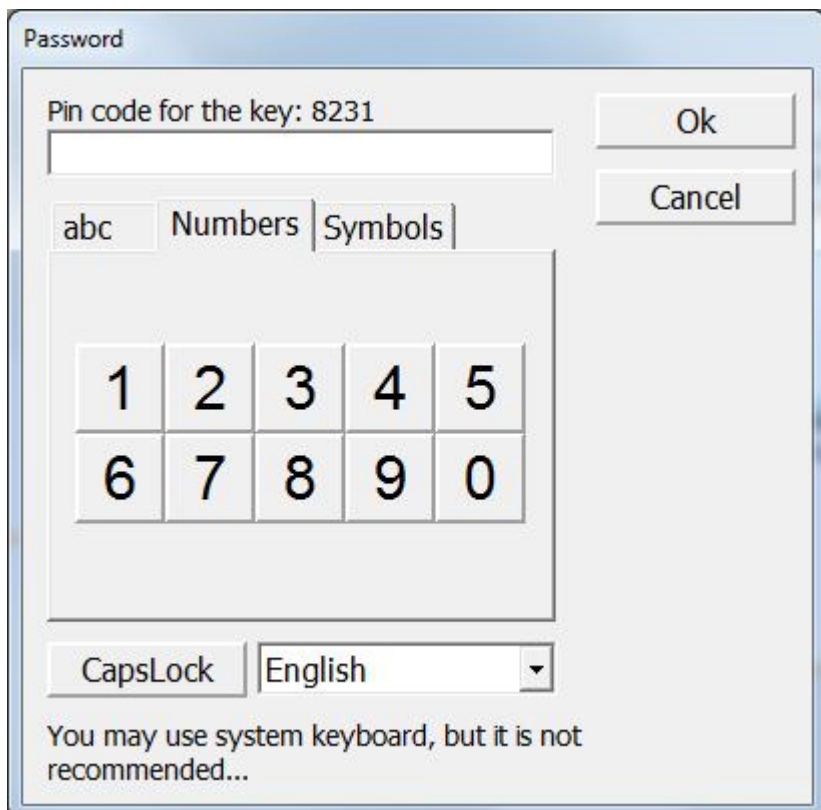 Password
Pin code for the key: 8231
Ok
Cancel
abc Numbers Symbols
1 2 3 4 5
6 7 8 9 0
CapsLock English
You may use system keyboard, but it is not
recommended...